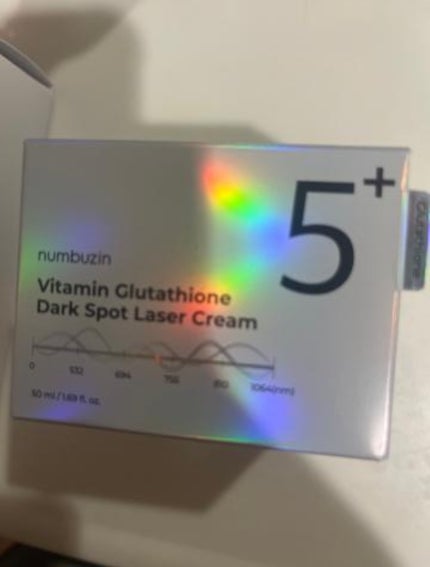 5+
numbuzin
Vitamin Glutathione
Dark Spot Laser Cream
0 532 694 755 810 1064(nm)
50 ml / 1.69 fl. oz.